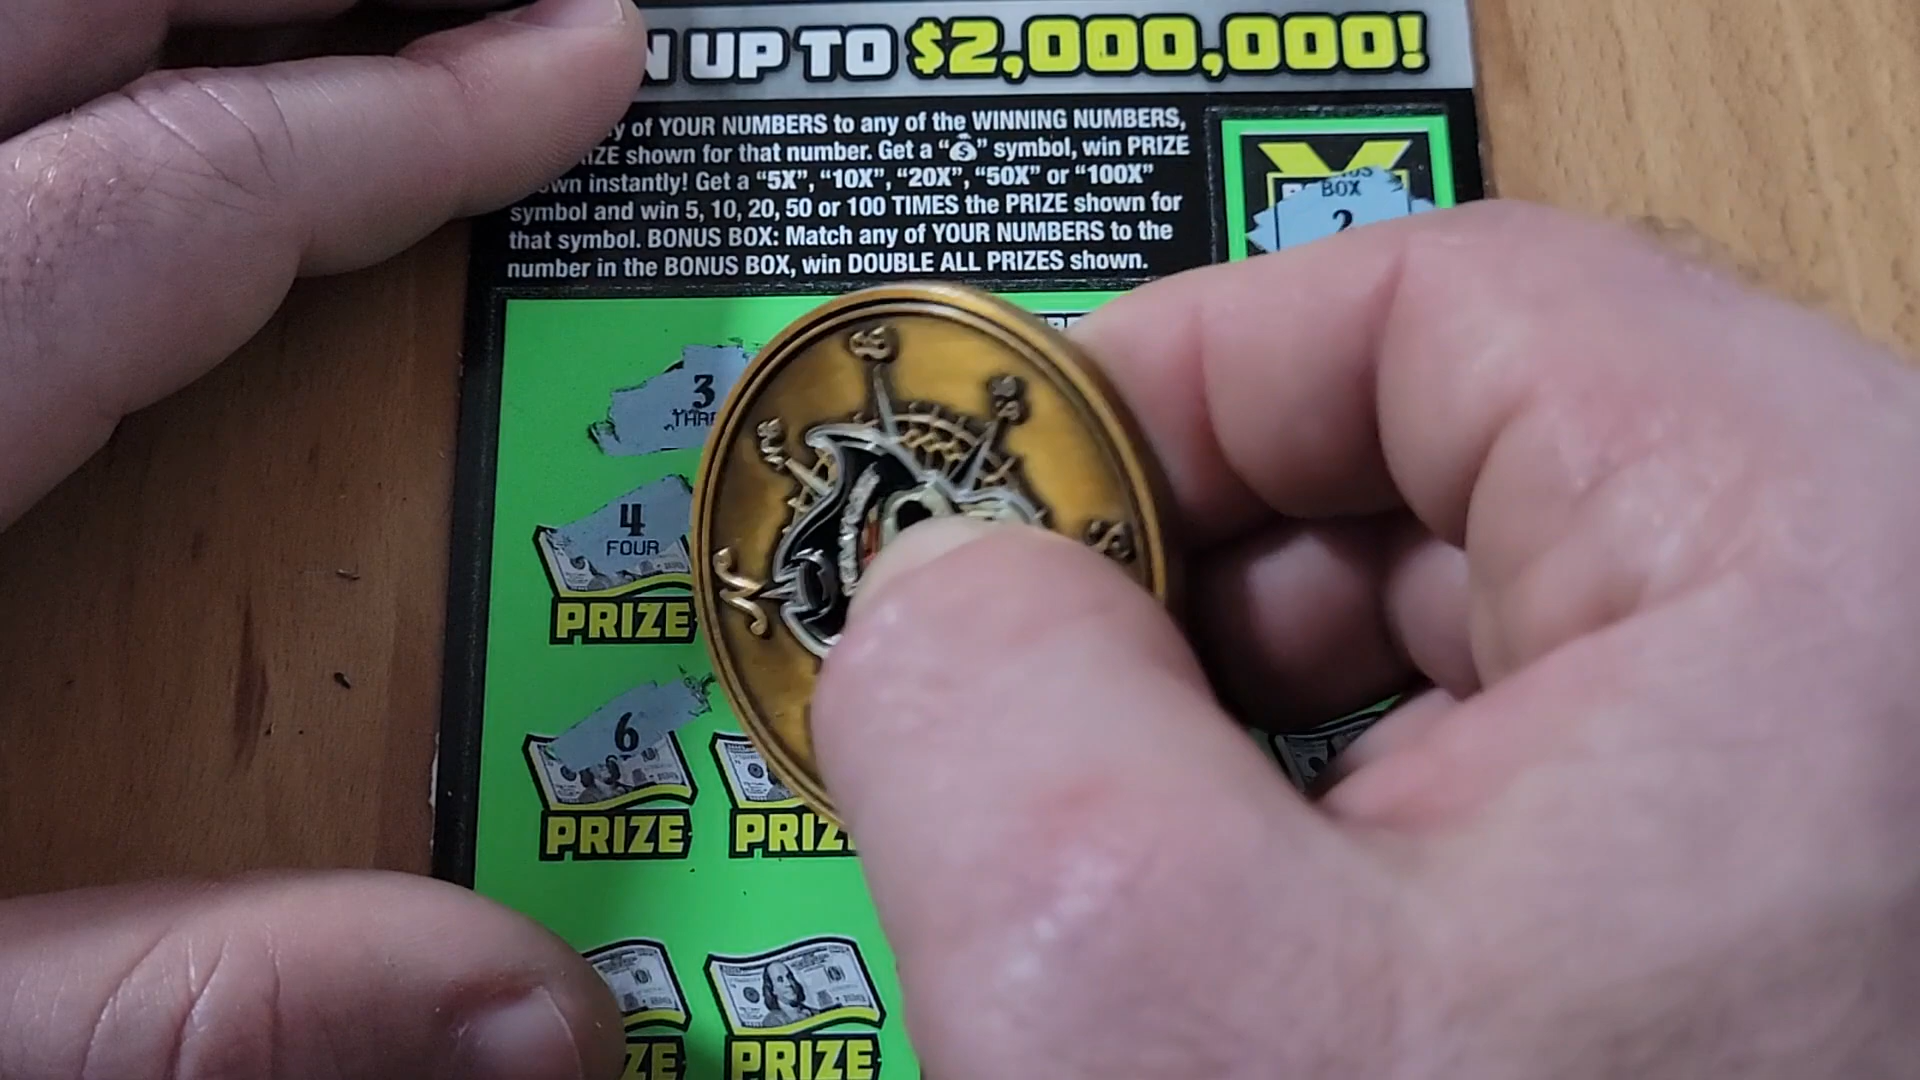 UP TO $2,000,000!
of YOUR NUMBERS to any of the WINNING NUMBERS,
shown for that number. Get a "💰" symbol, win PRIZE
instantly! Get a "5X", "10X", "20X", "50X" or "100X"
symbol and win 5, 10, 20, 50 or 100 TIMES the PRIZE shown for
that symbol. BONUS BOX: Match any of YOUR NUMBERS to the
number in the BONUS BOX, win DOUBLE ALL PRIZES shown.
BOX
2
3
4
FOUR
PRIZE
6
PRIZE
PRIZE